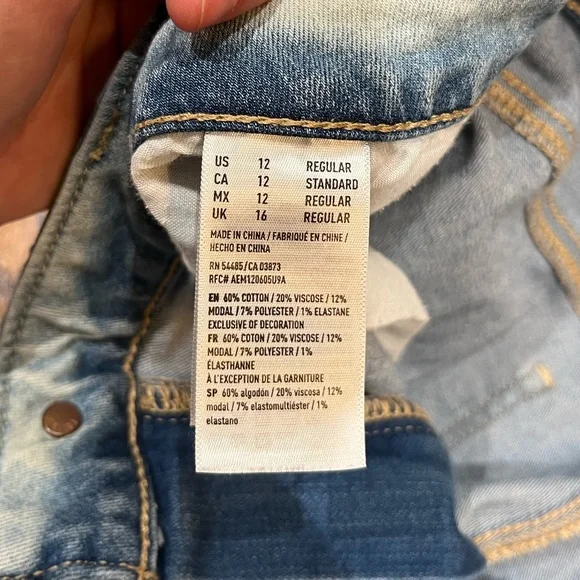 US 12 REGULAR
CA 12 STANDARD
MX 12 REGULAR
UK 16 REGULAR
MADE IN CHINA / FABRIQUÉ EN CHINE /
HECHO EN CHINA
RN 54485/CA 03873
RFC# AEM120605U9A
EN 60% COTTON / 20% VISCOSE / 12%
MODAL / 7% POLYESTER / 1% ELASTANE
EXCLUSIVE OF DECORATION
FR 60% COTON / 20% VISCOSE / 12%
MODAL / 7% POLYESTER / 1%
ÉLASTHANNE
À L'EXCEPTION DE LA GARNITURE
SP 60% algodón / 20% viscosa / 12%
modal / 7% elastomultiéster / 1%
elastano